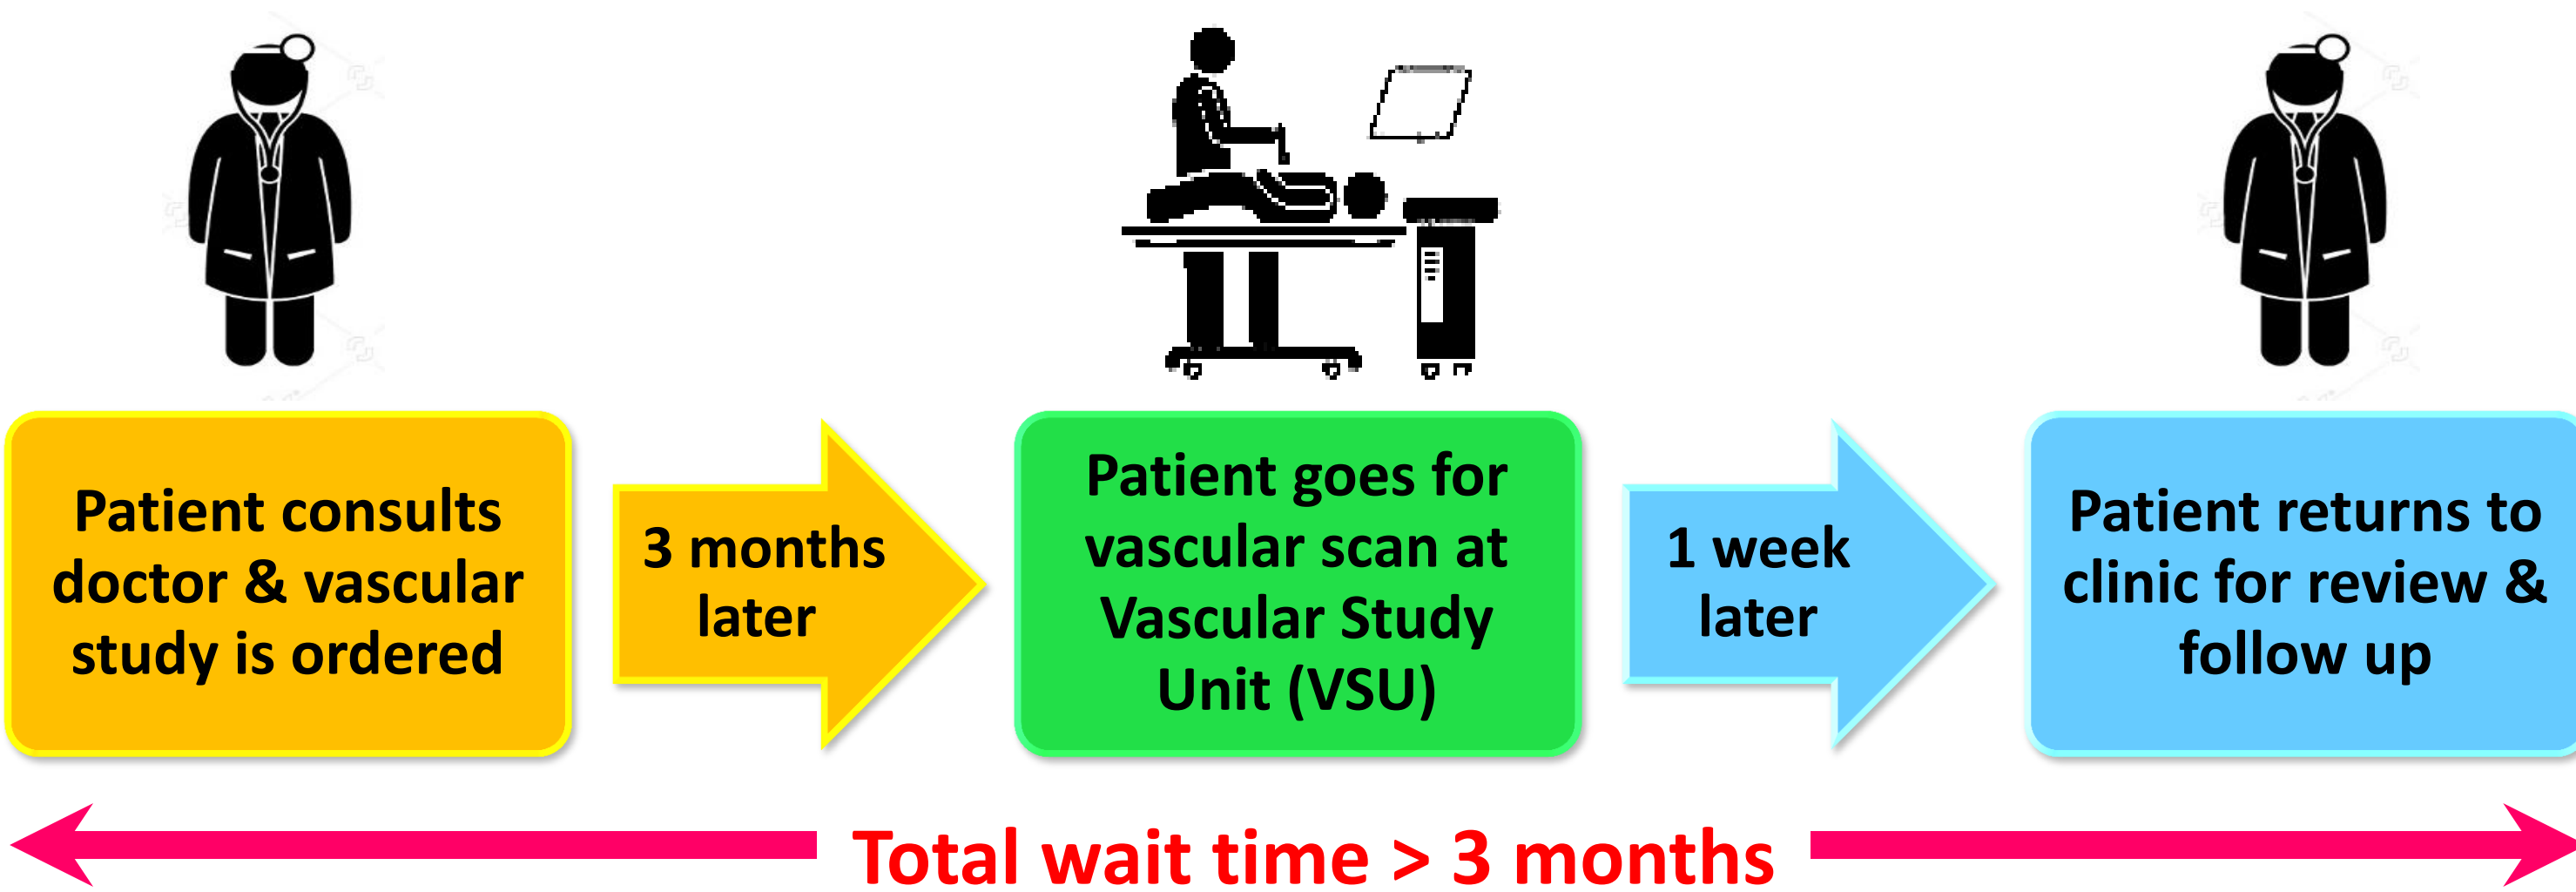 Patient consults
doctor & vascular
study is ordered
3 months
later
Patient goes for
vascular scan at
Vascular Study
Unit (VSU)
1 week
later
Patient returns to
clinic for review &
follow up
Total wait time > 3 months